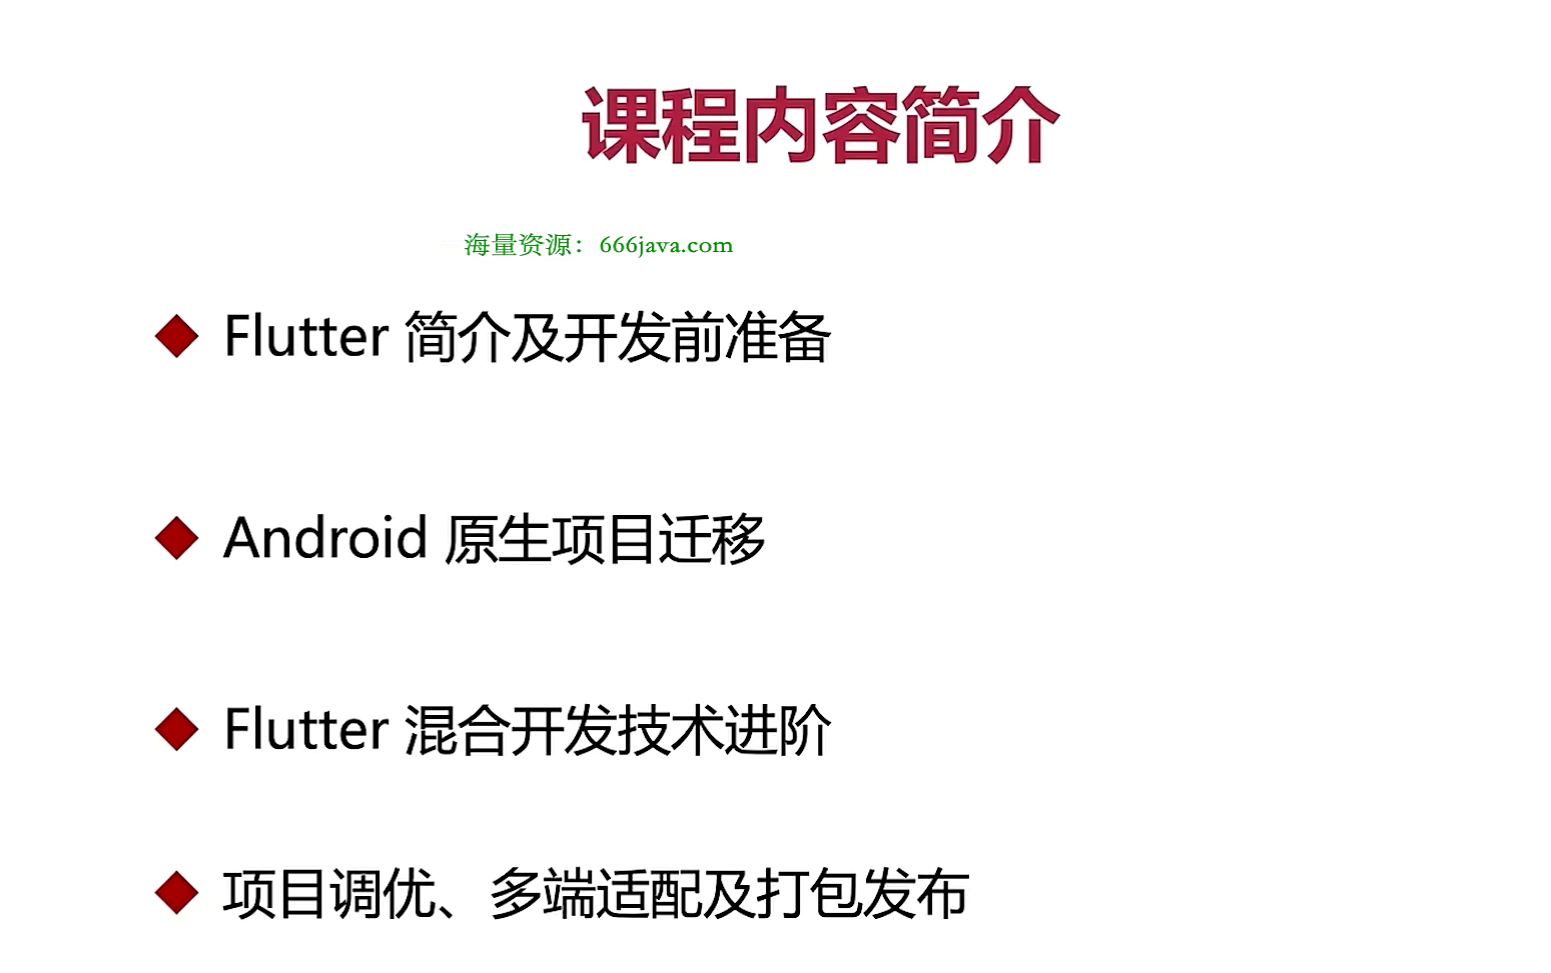 课程内容简介
海量资源：666java.com
Flutter 简介及开发前准备
Android 原生项目迁移
Flutter 混合开发技术进阶
项目调优、多端适配及打包发布